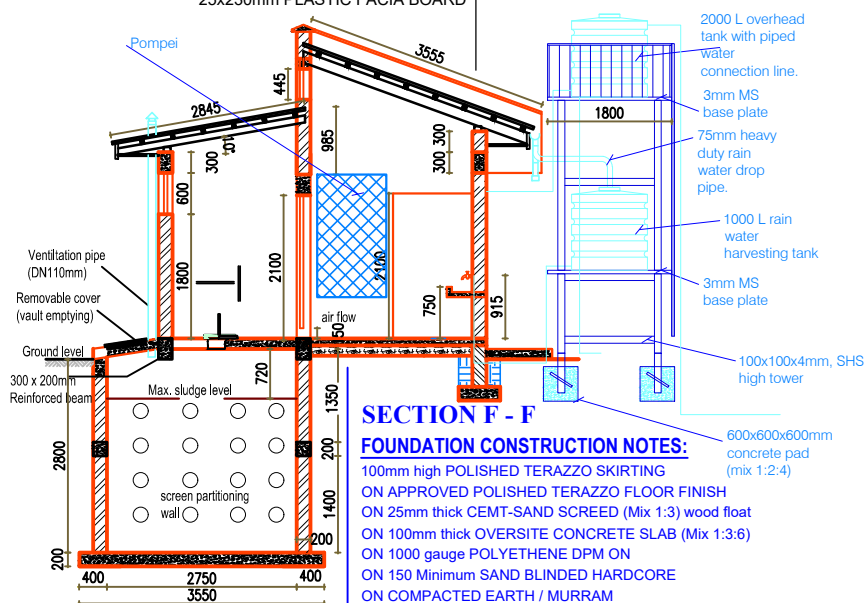 25x230mm PLASTIC FACIA BOARD
Pompei
3555
445
2845
985
300
300
300
600
1800
2100
2100
750
915
air flow
50
Ventiltation pipe
(DN110mm)
Removable cover
(vault emptying)
Ground level
300 x 200mm
Reinforced beam
Max. sludge level
720
1350
200
1400
200
2800
200
screen partitioning
wall
400
2750
400
3550
2000 L overhead
tank with piped
water
connection line.
3mm MS
base plate
1800
75mm heavy
duty rain
water drop
pipe.
1000 L rain
water
harvesting tank
3mm MS
base plate
100x100x4mm, SHS
high tower
600x600x600mm
concrete pad
(mix 1:2:4)
SECTION F - F
FOUNDATION CONSTRUCTION NOTES:
100mm high POLISHED TERAZZO SKIRTING
ON APPROVED POLISHED TERAZZO FLOOR FINISH
ON 25mm thick CEMT-SAND SCREED (Mix 1:3) wood float
ON 100mm thick OVERSITE CONCRETE SLAB (Mix 1:3:6)
ON 1000 gauge POLYETHENE DPM ON
ON 150 Minimum SAND BLINDED HARDCORE
ON COMPACTED EARTH / MURRAM